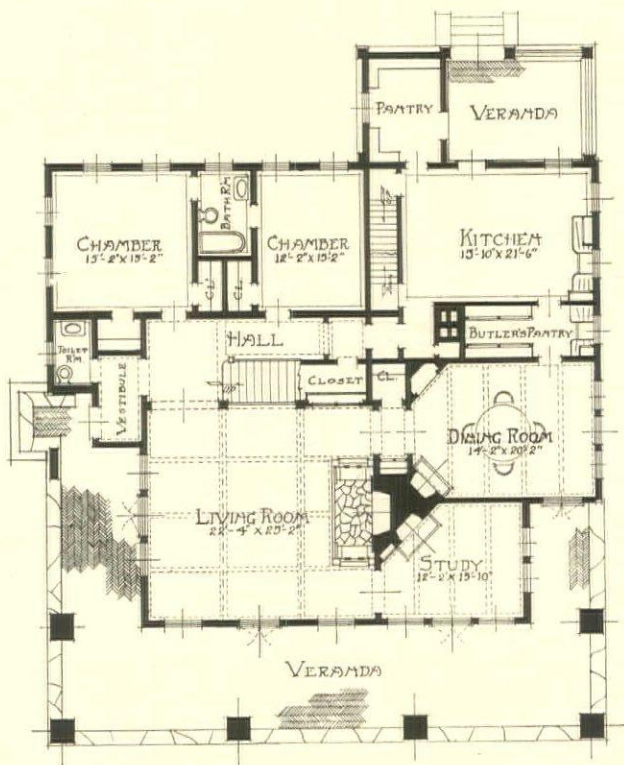 PANTRY
VERANDA
CHAMBER
15'-2" X 15'-2"
BATH RM
CHAMBER
12'-2" X 15'2"
KITCHEN
15'-10" X 21'-6"
CL.
CL.
HALL
BUTLER'S PANTRY
TOILET
RM
VESTIBULE
CLOSET
CL.
DINING ROOM
14'-2" X 20'-2"
LIVING ROOM
22'-4" X 25'-2"
STUDY
12'-2" X 15'-10"
VERANDA